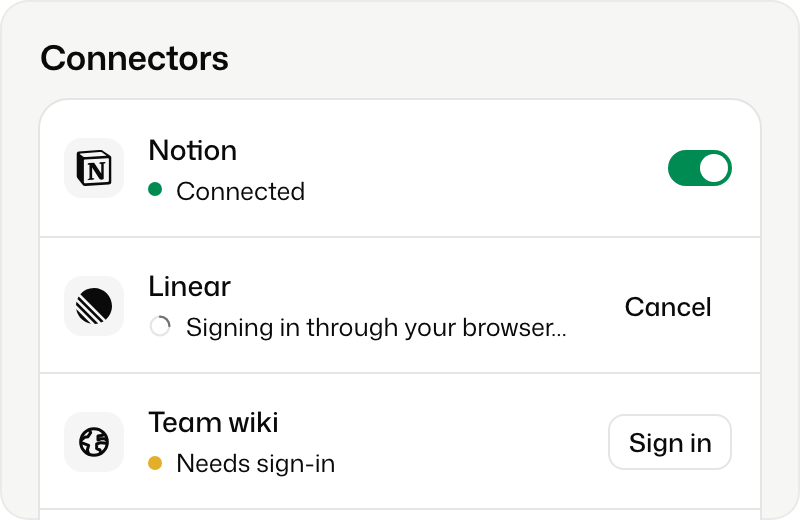 Connectors
Notion
Connected
Linear
Signing in through your browser...
Cancel
Team wiki
Needs sign-in
Sign in